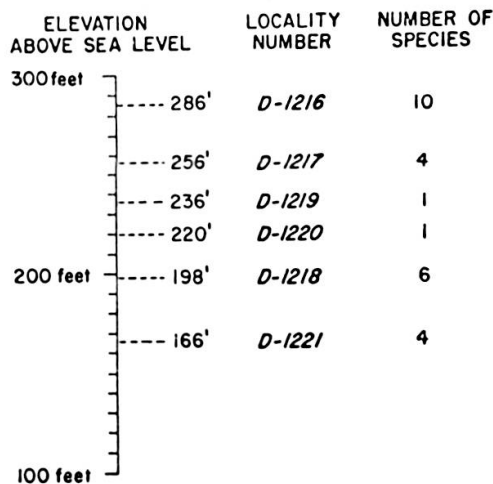 ELEVATION ABOVE SEA LEVEL
LOCALITY NUMBER
NUMBER OF SPECIES
300 feet
286' D-1216 10
256' D-1217 4
236' D-1219 1
220' D-1220 1
200 feet 198' D-1218 6
166' D-1221 4
100 feet